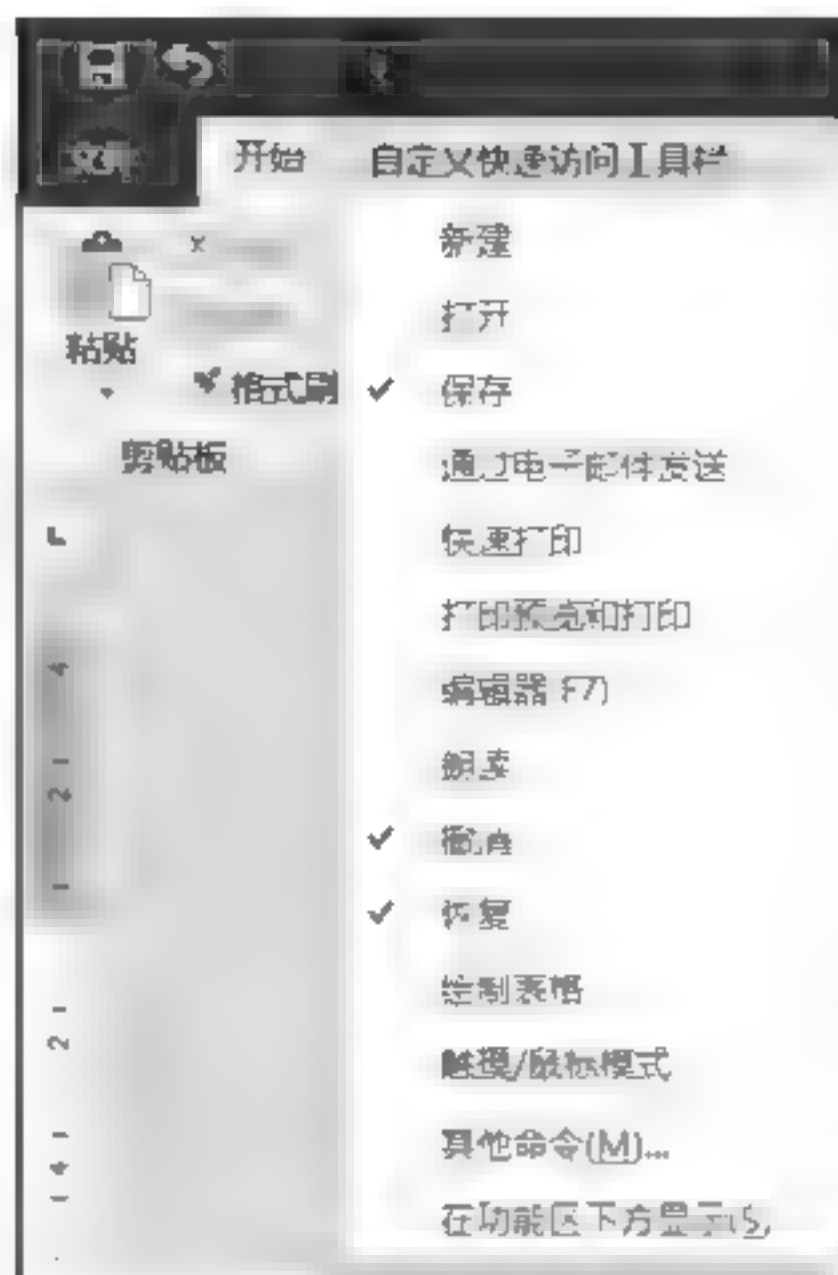 开始
自定义快速访问工具栏
新建
打开
粘贴
格式刷
保存
剪贴板
通过电子邮件发送
快速打印
打印预览和打印
编辑器 F7)
朗读
撤消
恢复
绘制表格
触摸/鼠标模式
其他命令(M)...
在功能区下方显示(S)
4
2
2
4